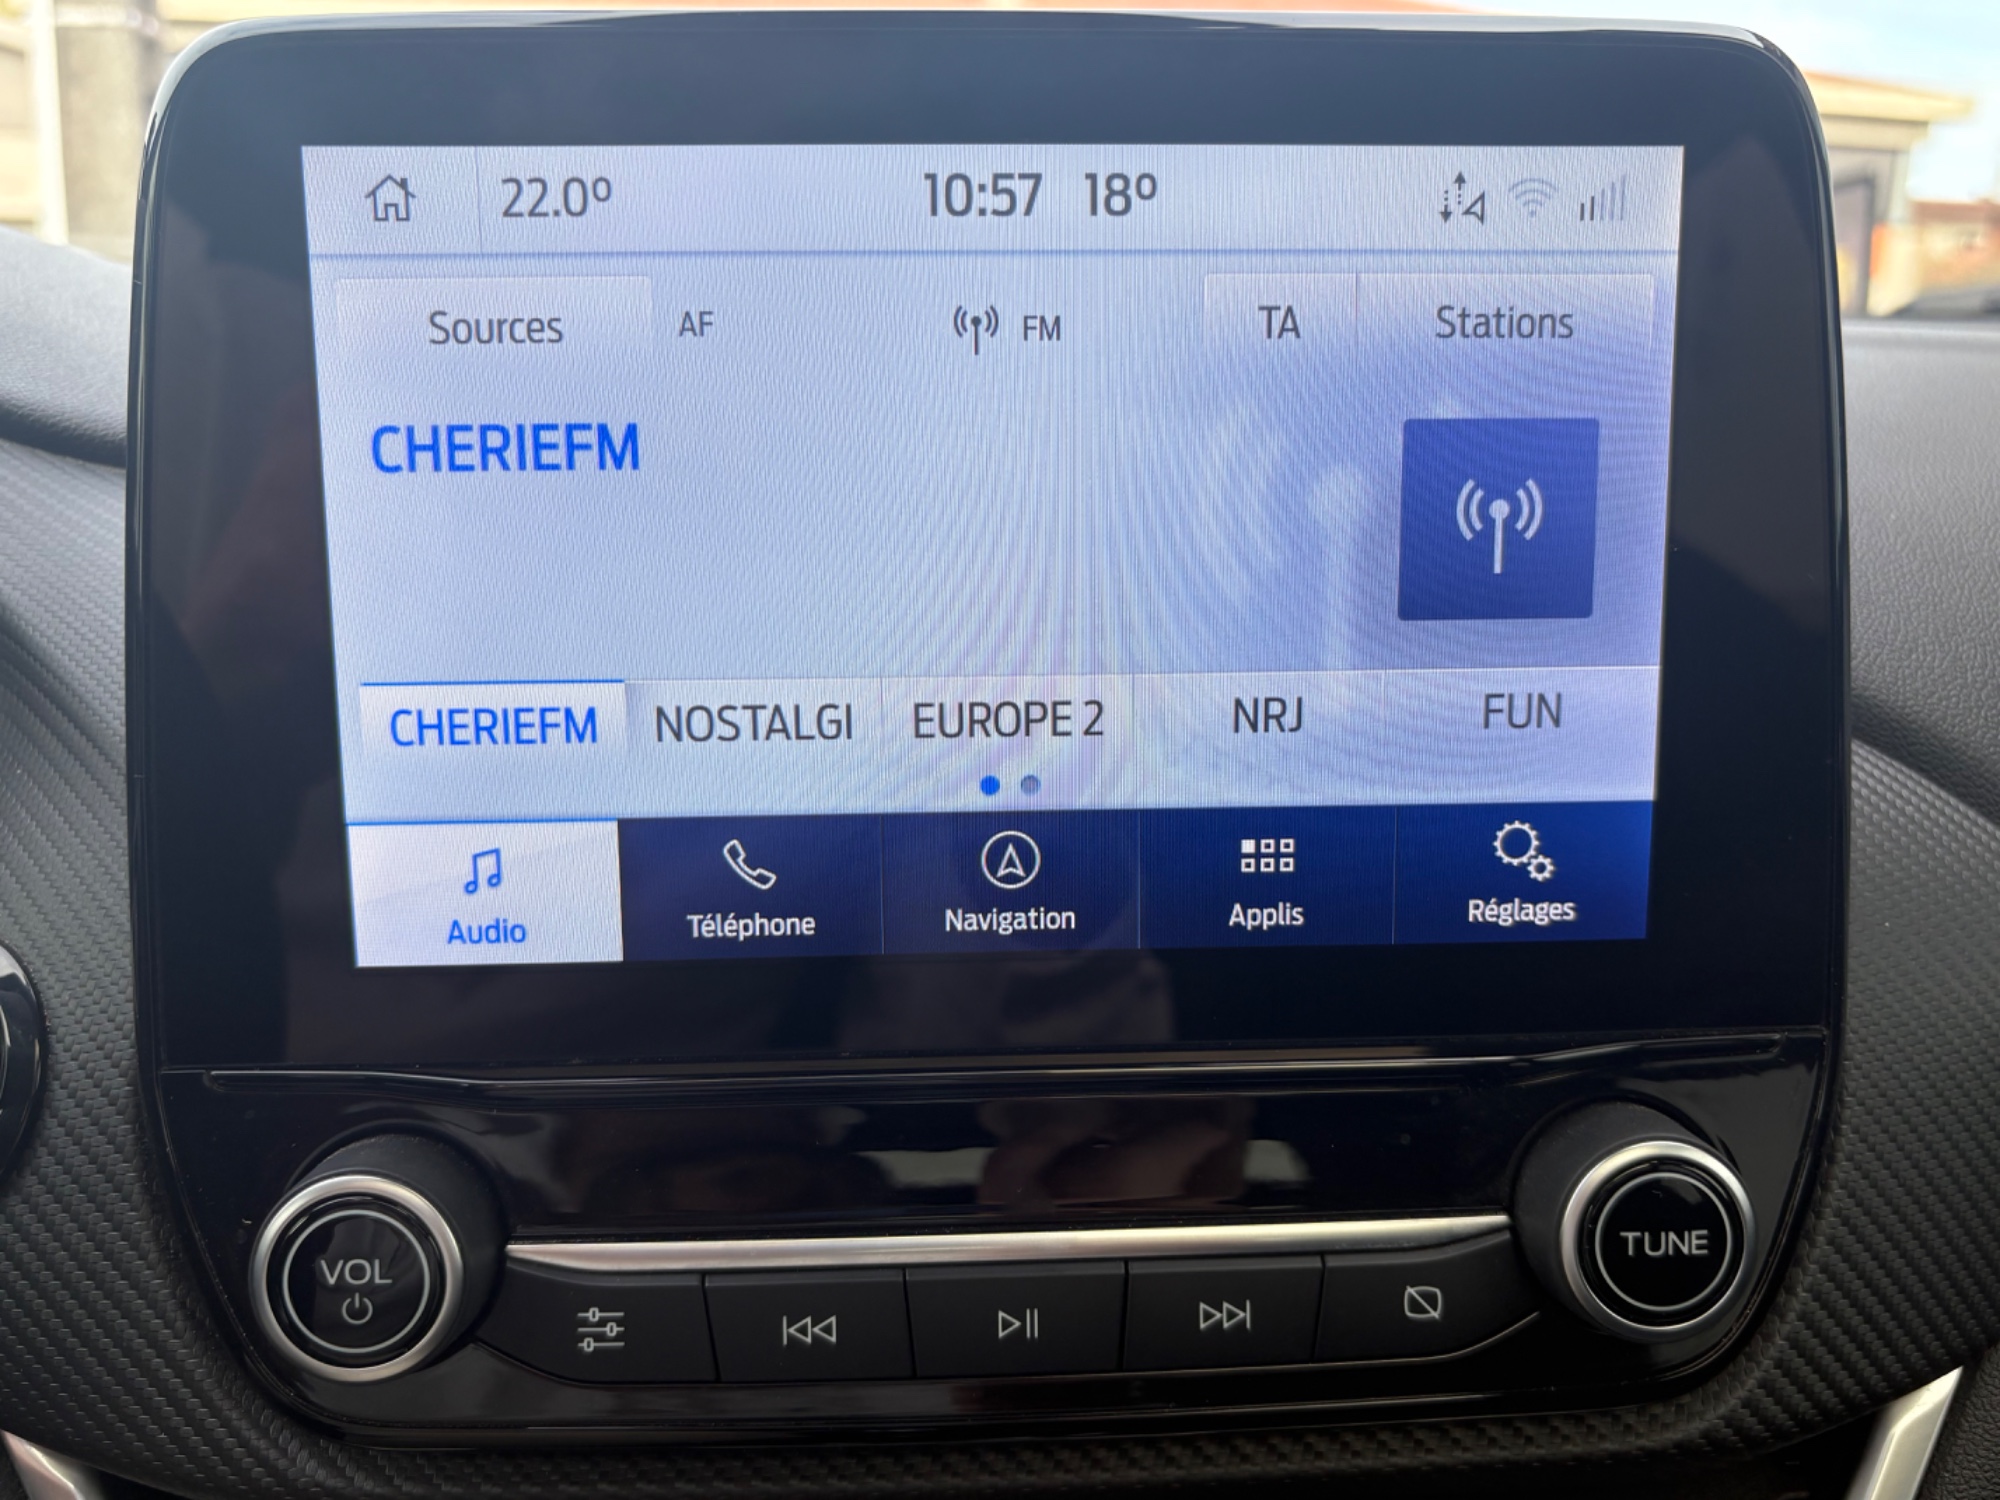 22.0° 10:57 18°
Sources AF FM TA Stations
CHERIEFM
CHERIEFM NOSTALGI EUROPE 2 NRJ FUN
Audio Téléphone Navigation Applis Réglages
VOL TUNE